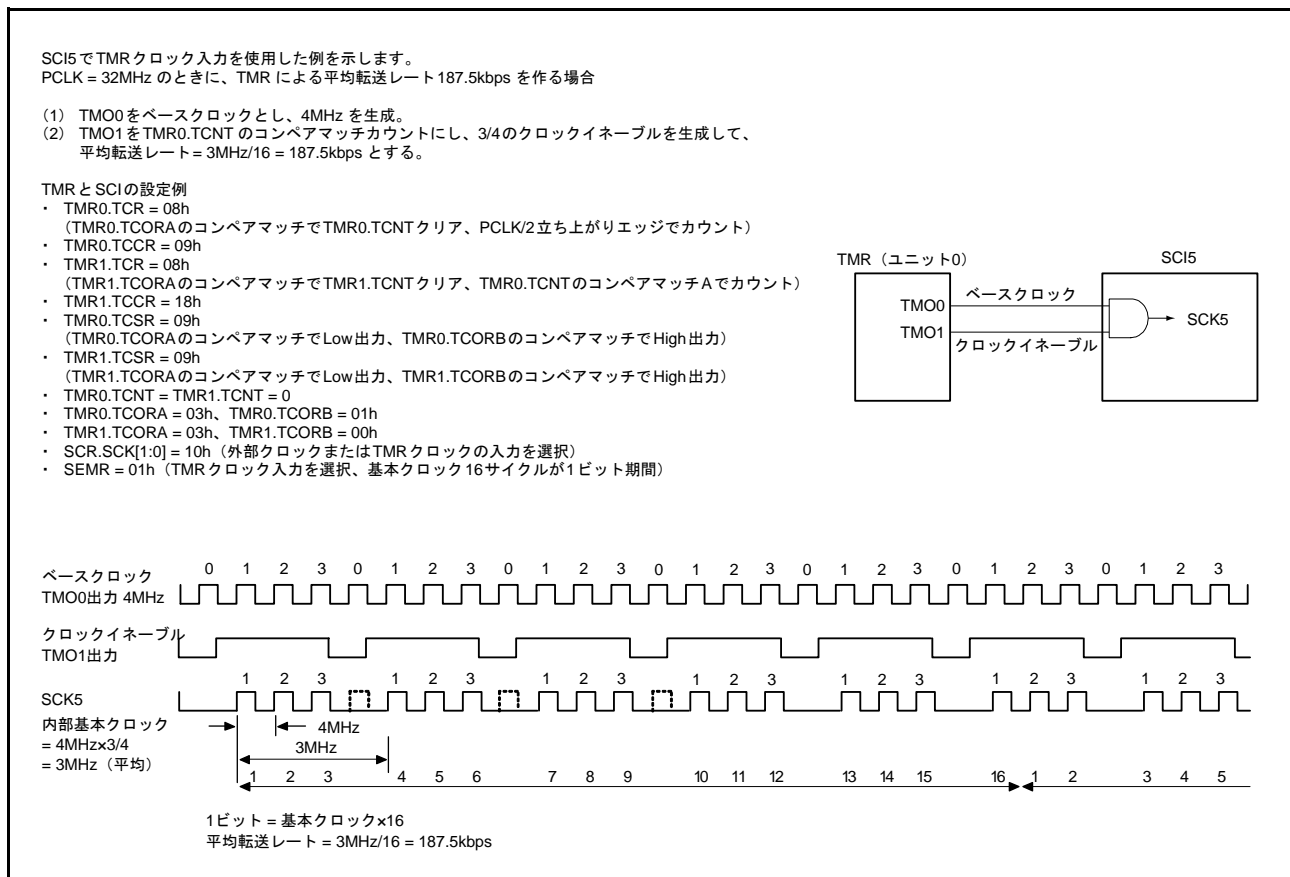 SCI5でTMRクロック入力を使用した例を示します。
PCLK = 32MHz のときに、TMR による平均転送レート187.5kbps を作る場合
(1) TMO0をベースクロックとし、4MHz を生成。
(2) TMO1をTMR0.TCNT のコンペアマッチカウントにし、3/4のクロックイネーブルを生成して、
平均転送レート= 3MHz/16 = 187.5kbps とする。
TMRとSCIの設定例
・ TMR0.TCR = 08h
(TMR0.TCORAのコンペアマッチでTMR0.TCNTクリア、PCLK/2立ち上がりエッジでカウント)
・ TMR0.TCCR = 09h
・ TMR1.TCR = 08h
(TMR1.TCORAのコンペアマッチでTMR1.TCNTクリア、TMR0.TCNTのコンペアマッチAでカウント)
・ TMR1.TCCR = 18h
・ TMR0.TCSR = 09h
(TMR0.TCORAのコンペアマッチでLow出力、TMR0.TCORBのコンペアマッチでHigh出力)
・ TMR1.TCSR = 09h
(TMR1.TCORAのコンペアマッチでLow出力、TMR1.TCORBのコンペアマッチでHigh出力)
・ TMR0.TCNT = TMR1.TCNT = 0
・ TMR0.TCORA = 03h、TMR0.TCORB = 01h
・ TMR1.TCORA = 03h、TMR1.TCORB = 00h
・ SCR.SCK[1:0] = 10h(外部クロックまたはTMRクロックの入力を選択)
・ SEMR = 01h(TMRクロック入力を選択、基本クロック16サイクルが1ビット期間)
TMR(ユニット0)
SCI5
TMO0
ベースクロック
TMO1
クロックイネーブル
SCK5
0 1 2 3 0 1 2 3 0 1 2 3 0 1 2 3 0 1 2 3 0 1 2 3 0 1 2 3
ベースクロック
TMO0出力 4MHz
クロックイネーブル
TMO1出力
1 2 3 1 2 3 1 2 3 1 2 3 1 2 3 1 2 3 1 2 3
SCK5
内部基本クロック
= 4MHz×3/4
= 3MHz(平均)
4MHz
3MHz
1 2 3 4 5 6 7 8 9 10 11 12 13 14 15 16 1 2 3 4 5
1ビット = 基本クロック×16
平均転送レート = 3MHz/16 = 187.5kbps